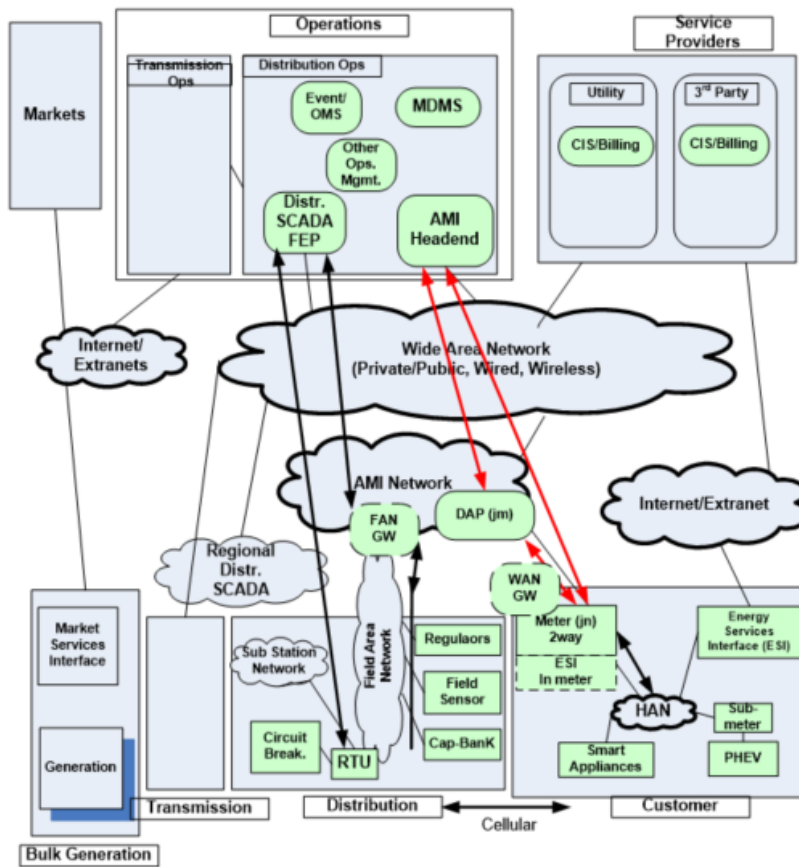 Operations
Service
Providers
Markets
Transmission
Ops
Distribution Ops
Event/
OMS
MDMS
Other
Ops.
Mgmt.
Distr.
SCADA
FEP
AMI
Headend
Utility
3rd Party
CIS/Billing
CIS/Billing
Internet/
Extranets
Wide Area Network
(Private/Public, Wired, Wireless)
AMI Network
FAN
GW
DAP (jm)
Internet/Extranet
Regional
Distr.
SCADA
WAN
GW
Market
Services
Interface
Generation
Sub Station
Network
Field Area
Network
Regulaors
Field
Sensor
Cap-BanK
Circuit
Break.
RTU
Meter (jn)
2way
ESI
In meter
Energy
Services
Interface (ESI)
HAN
Sub-
meter
Smart
Appliances
PHEV
Transmission
Distribution
Cellular
Customer
Bulk Generation